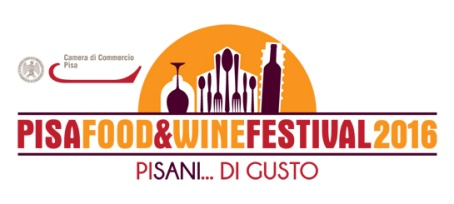 Camera di Commercio
Pisa
PISAFOOD&WINEFESTIVAL2016
PISANI... DI GUSTO